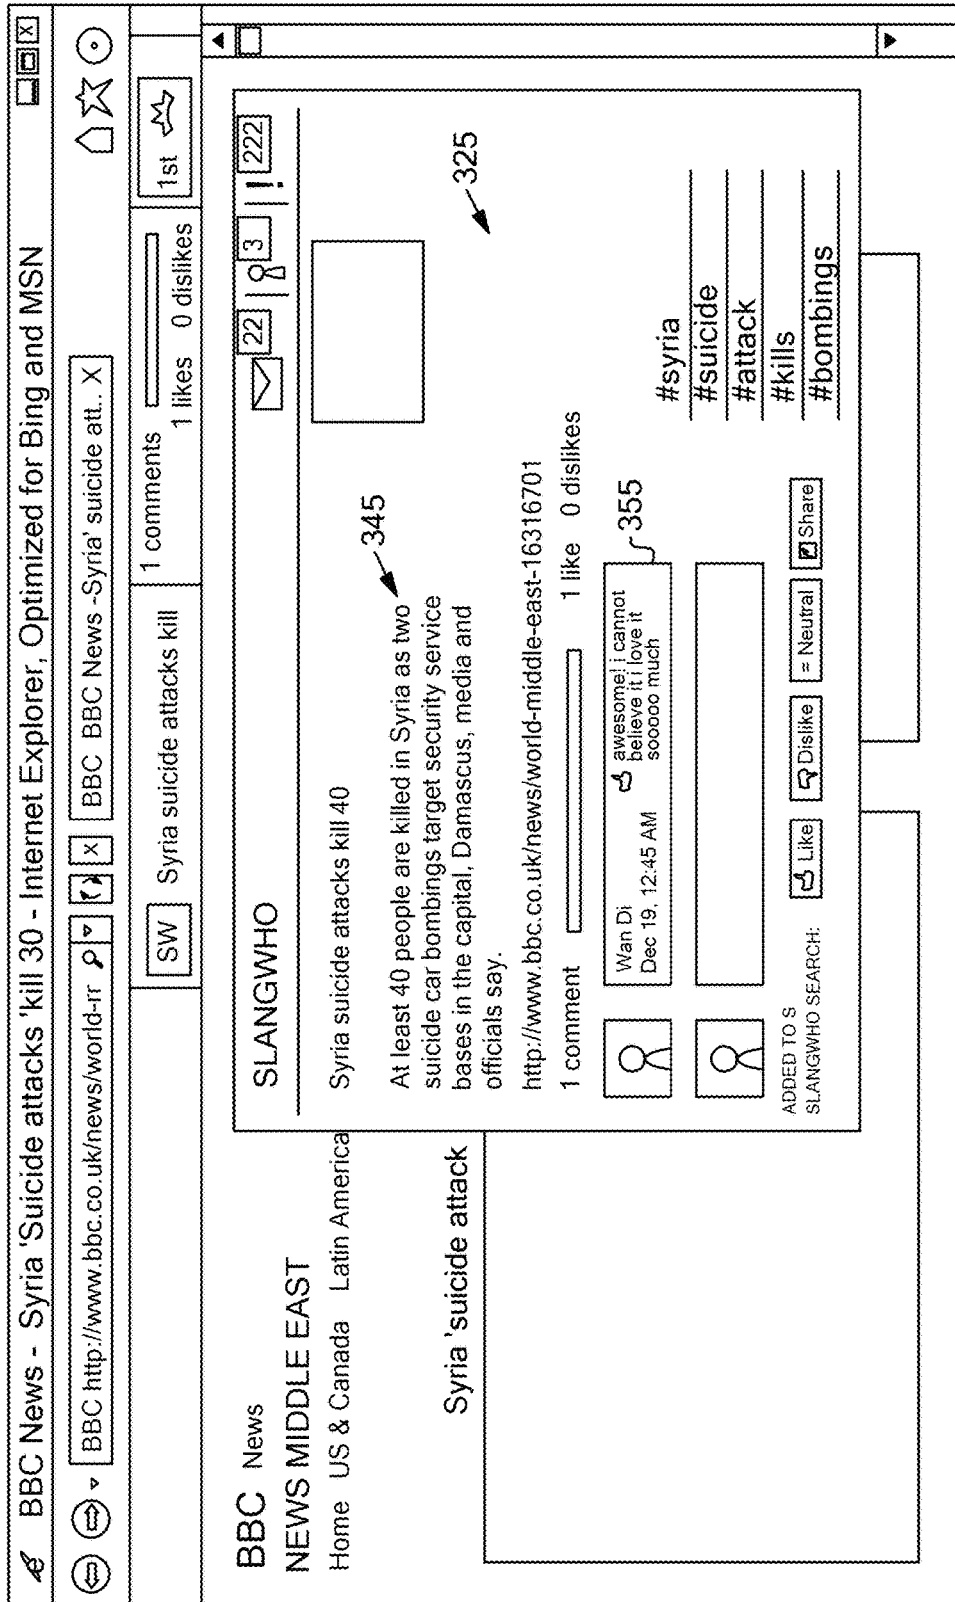 BBC News - Syria 'Suicide attacks 'kill 30 - Internet Explorer, Optimized for Bing and MSN
X
BBC http://www.bbc.co.uk/news/world-rr
X
BBC BBC News -Syria' suicide att.. X
SW
Syria suicide attacks kill
1 comments
1 likes 0 dislikes
1st
BBC News
NEWS MIDDLE EAST
Home US & Canada Latin America
Syria 'suicide attack
SLANGWHO
22
3
! 222
Syria suicide attacks kill 40
345
325
At least 40 people are killed in Syria as two
suicide car bombings target security service
bases in the capital, Damascus, media and
officials say.
http://www.bbc.co.uk/news/world-middle-east-16316701
1 comment
1 like 0 dislikes
Wan Di
Dec 19, 12:45 AM
awesome! i cannot
believe it i love it
sooooo much
355
#syria
#suicide
#attack
#kills
#bombings
ADDED TO S
SLANGWHO SEARCH:
Like
Dislike
= Neutral
Share